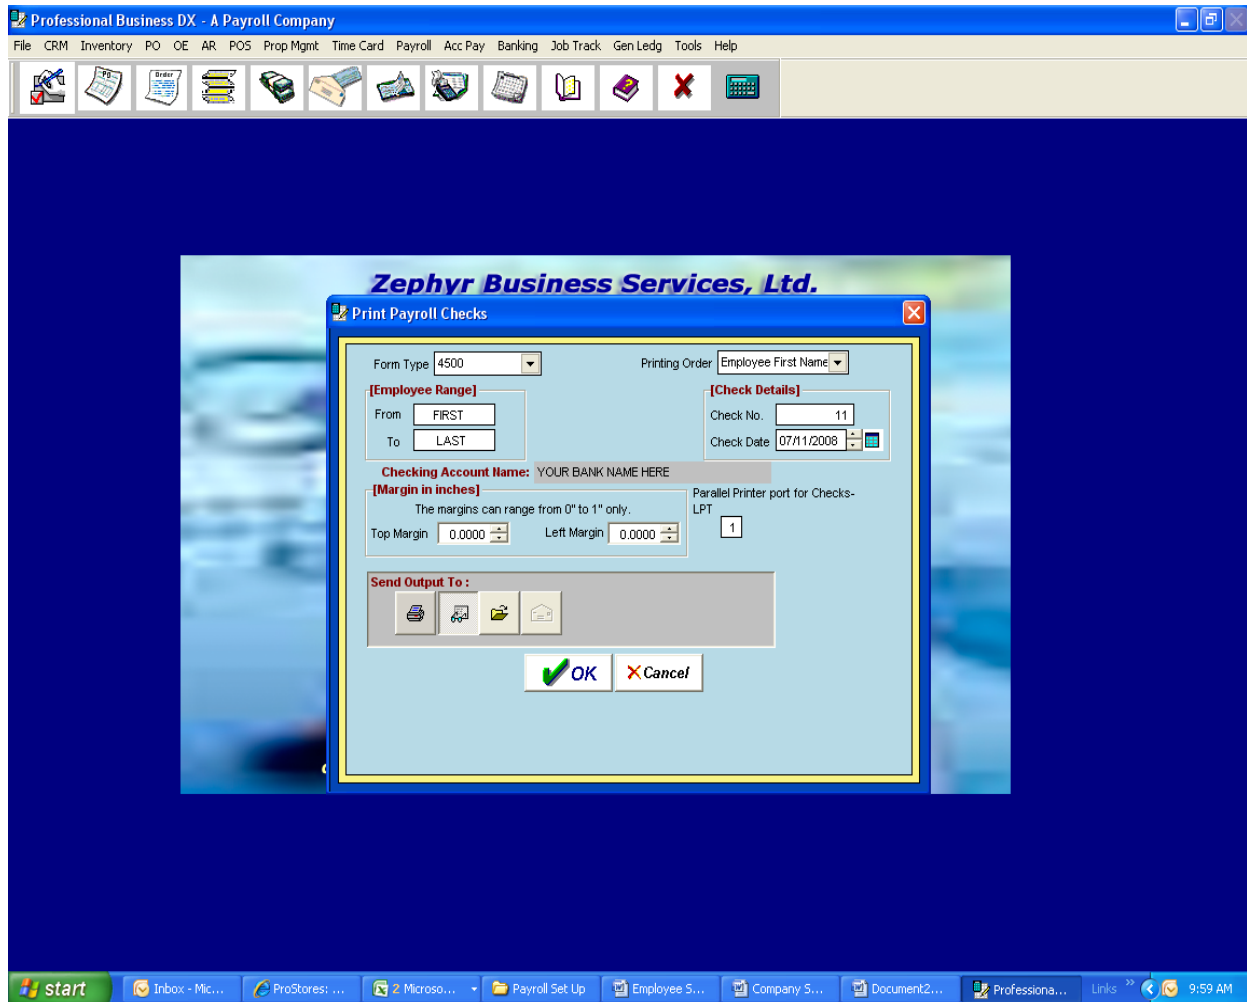 Professional Business DX - A Payroll Company
File CRM Inventory PO OE AR POS Prop Mgmt Time Card Payroll Acc Pay Banking Job Track Gen Ledg Tools Help
Zephyr Business Services, Ltd.
Print Payroll Checks
Form Type 4500 Printing Order Employee First Name
[Employee Range] [Check Details]
From FIRST Check No. 11
To LAST Check Date 07/11/2008
Checking Account Name: YOUR BANK NAME HERE
[Margin in inches] Parallel Printer port for Checks-
The margins can range from 0" to 1" only. LPT
Top Margin 0.0000 Left Margin 0.0000 1
Send Output To :
OK Cancel
start Inbox - Mic... ProStores: ... 2 Microso... Payroll Set Up Employee S... Company S... Document2... Professiona... Links 9:59 AM